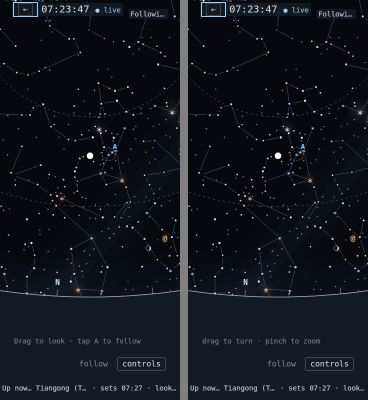 ← 07:23:47 ● live Followi…
A
N
Drag to look · tap A to follow
follow controls
Up now… Tiangong (T… · sets 07:27 · look…
← 07:23:47 ● live Followi…
A
N
drag to turn · pinch to zoom
follow controls
Up now… Tiangong (T… · sets 07:27 · look…